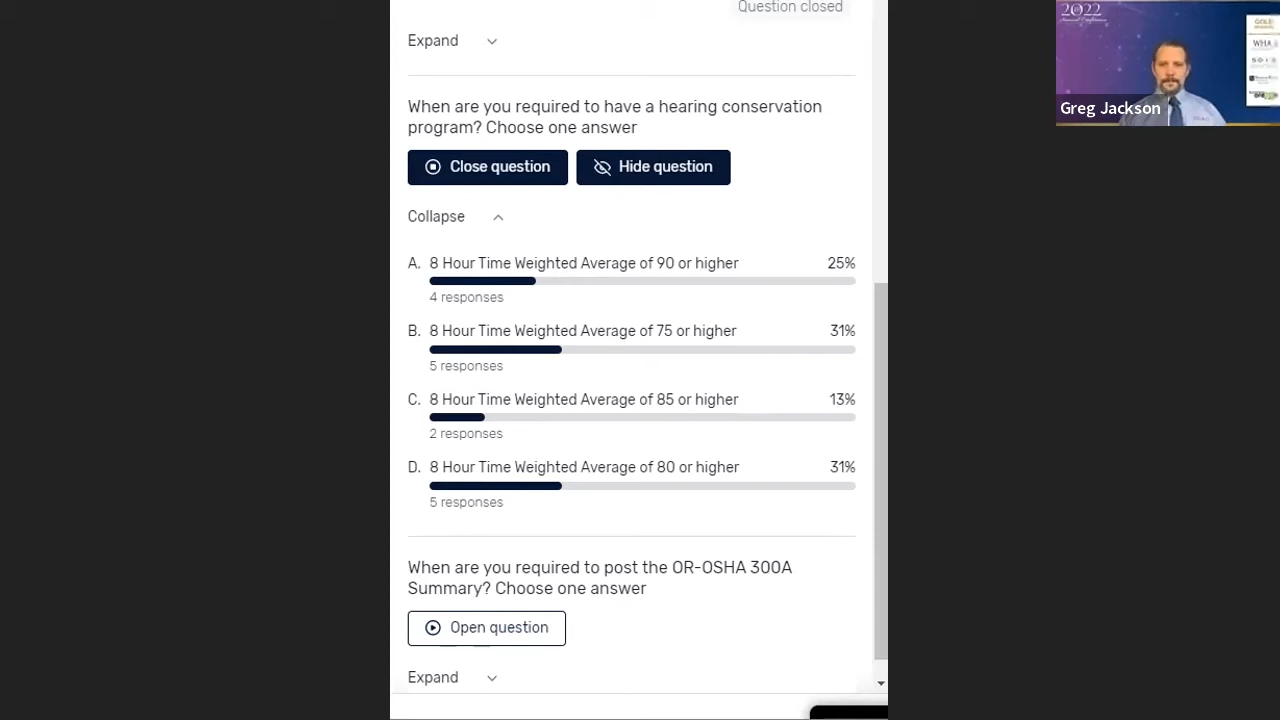 Question closed
Expand
When are you required to have a hearing conservation
program? Choose one answer
Close question
Hide question
Collapse
A. 8 Hour Time Weighted Average of 90 or higher 25%
4 responses
B. 8 Hour Time Weighted Average of 75 or higher 31%
5 responses
C. 8 Hour Time Weighted Average of 85 or higher 13%
2 responses
D. 8 Hour Time Weighted Average of 80 or higher 31%
5 responses
When are you required to post the OR-OSHA 300A
Summary? Choose one answer
Open question
Expand
2022
GOLD
WHA
Greg Jackson